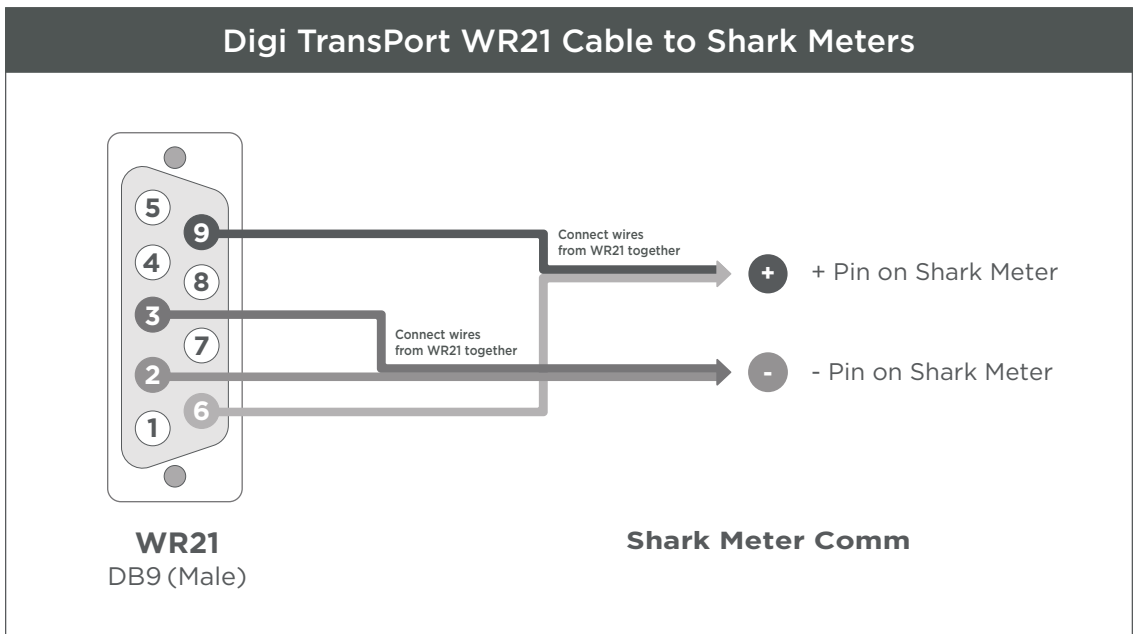 Digi TransPort WR21 Cable to Shark Meters
5
9
4
8
3
7
2
6
1
Connect wires
from WR21 together
Connect wires
from WR21 together
+
+ Pin on Shark Meter
-
- Pin on Shark Meter
WR21
DB9 (Male)
Shark Meter Comm